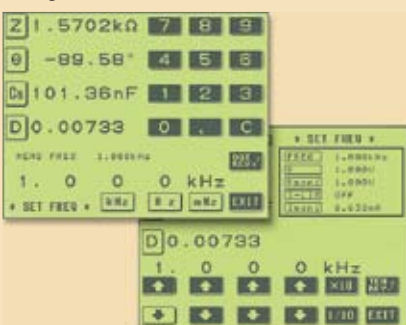 Z 1.5702kΩ 7 8 9
θ -89.58° 4 5 6
Cs 101.36nF 1 2 3
D 0.00733 0 . C
MEAS FREQ 1.000kHz
1. 0 0 0 kHz
* SET FREQ * kHz Hz mHz EXIT
* SET FREQ *
FREQ 1.000kHz
V 1.000V
1.000V
OFF
D 0.00733
1. 0 0 0 kHz
×10
1/10 EXIT